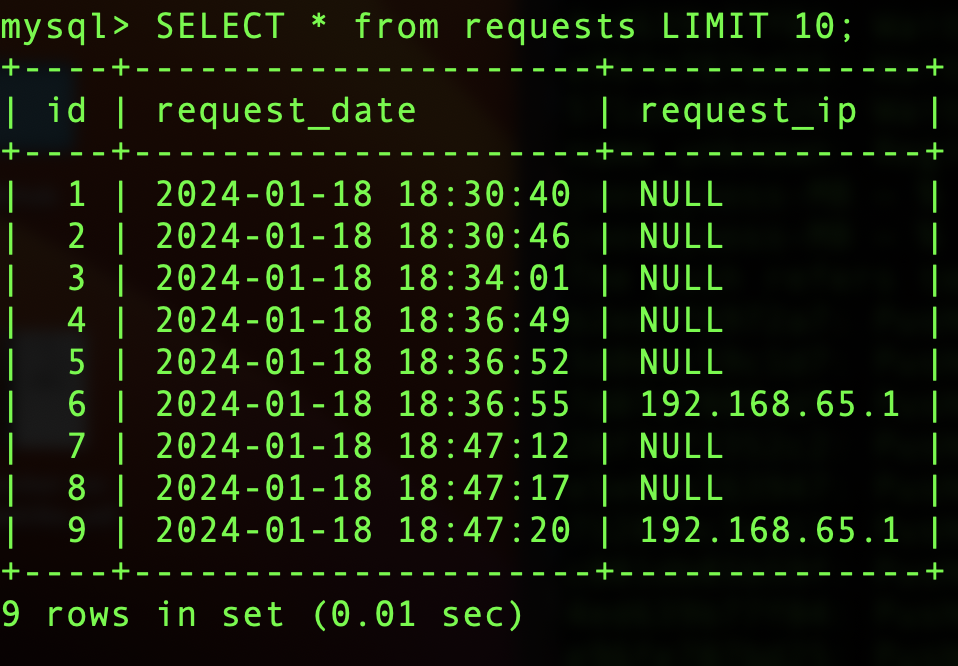 mysql> SELECT * from requests LIMIT 10;
+----+---------------------+--------------+
| id | request_date        | request_ip   |
+----+---------------------+--------------+
|  1 | 2024-01-18 18:30:40 | NULL         |
|  2 | 2024-01-18 18:30:46 | NULL         |
|  3 | 2024-01-18 18:34:01 | NULL         |
|  4 | 2024-01-18 18:36:49 | NULL         |
|  5 | 2024-01-18 18:36:52 | NULL         |
|  6 | 2024-01-18 18:36:55 | 192.168.65.1 |
|  7 | 2024-01-18 18:47:12 | NULL         |
|  8 | 2024-01-18 18:47:17 | NULL         |
|  9 | 2024-01-18 18:47:20 | 192.168.65.1 |
+----+---------------------+--------------+
9 rows in set (0.01 sec)